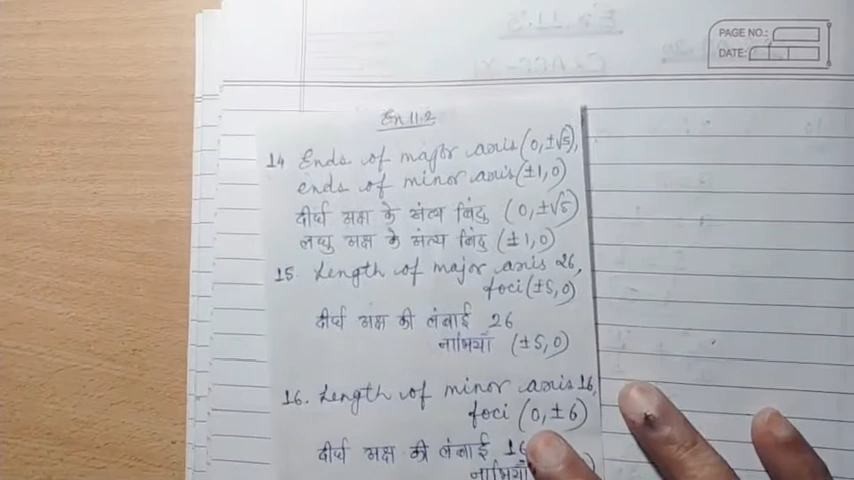 PAGE NO.:
DATE:
Ex 11.2
14 Ends of major axis (0, ±√5),
ends of minor axis (±1, 0)
दीर्घ अक्ष के अंत्य बिंदु (0, ±√5)
लघु अक्ष के अंत्य बिंदु (±1, 0)
15 Length of major axis 26,
foci (±5, 0)
दीर्घ अक्ष की लंबाई 26
नाभियाँ (±5, 0)
16. Length of minor axis 16,
foci (0, ±6)
दीर्घ अक्ष की लंबाई 16
नाभियाँ